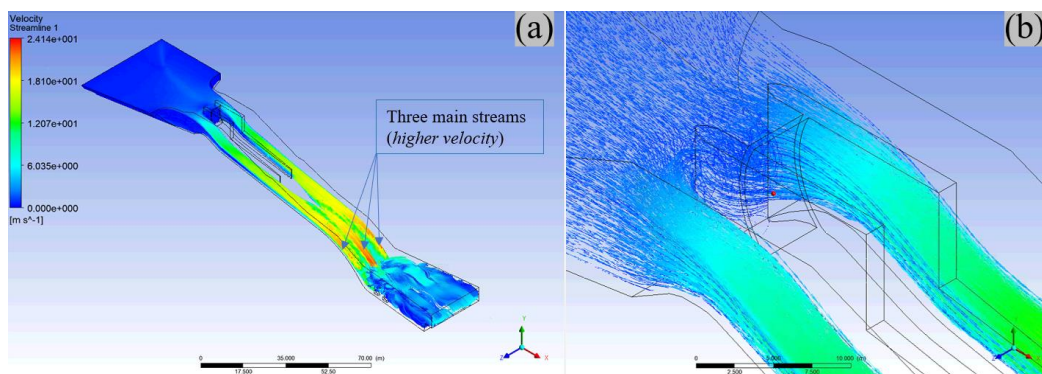 Velocity
Streamline 1
2.414e+001
1.810e+001
1.207e+001
6.035e+000
0.000e+000
[m s^-1]
(a)
Three main streams
(higher velocity)
Y
Z
X
0
35.000
70.00
(m)
17.500
52.50
(b)
0
5.000
10.000
(m)
2.500
7.500
Z
X